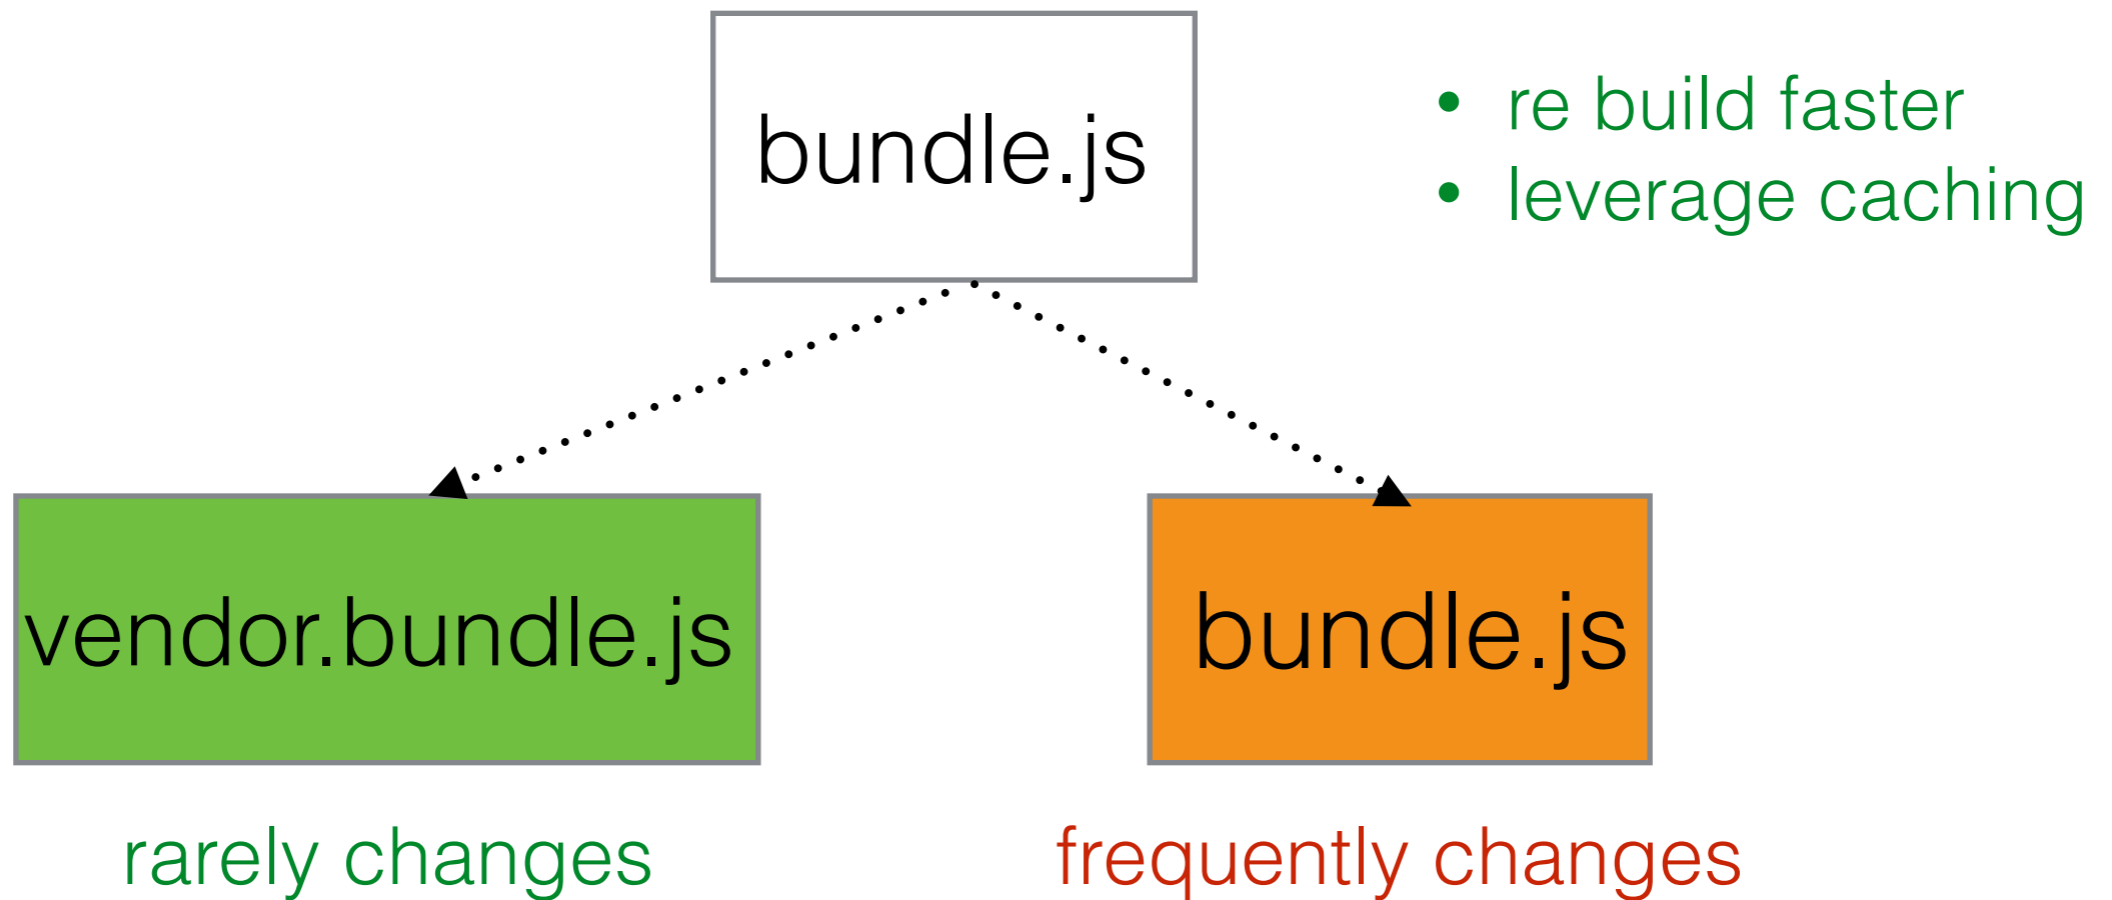 bundle.js
• re build faster
• leverage caching
vendor.bundle.js
bundle.js
rarely changes
frequently changes